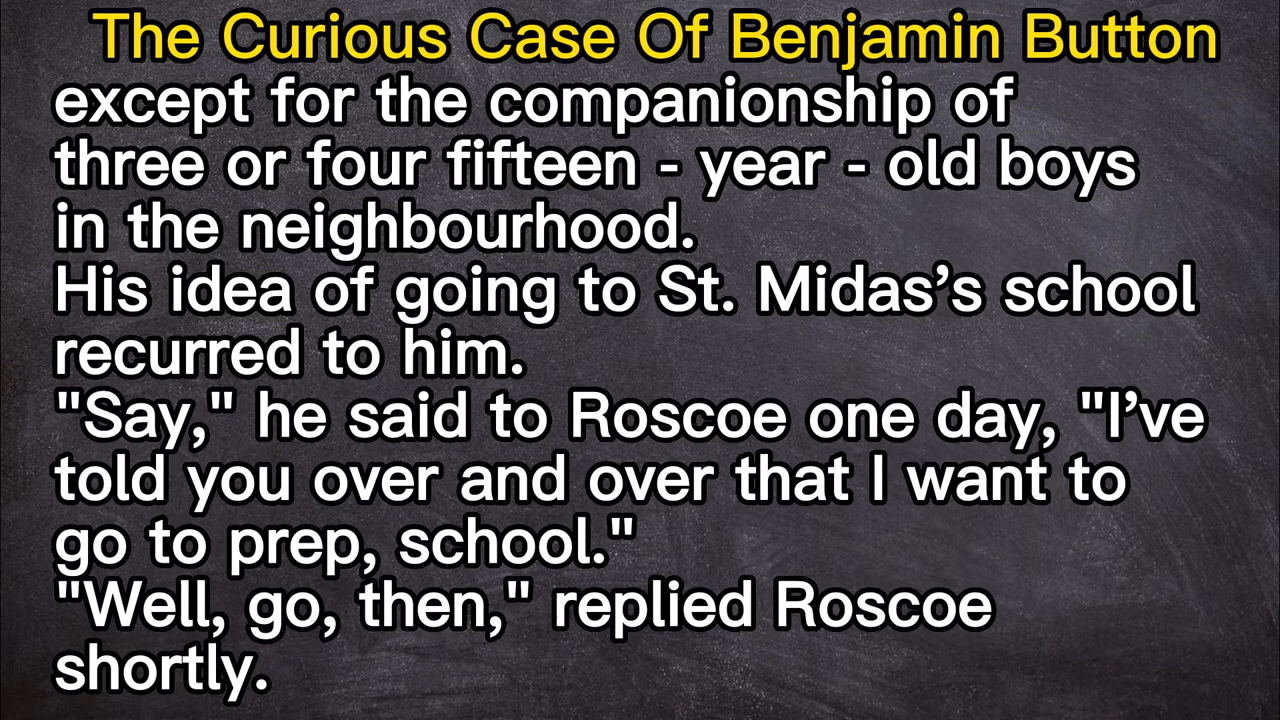 The Curious Case Of Benjamin Button
except for the companionship of
three or four fifteen - year - old boys
in the neighbourhood.
His idea of going to St. Midas’s school
recurred to him.
"Say," he said to Roscoe one day, "I’ve
told you over and over that I want to
go to prep, school."
"Well, go, then," replied Roscoe
shortly.